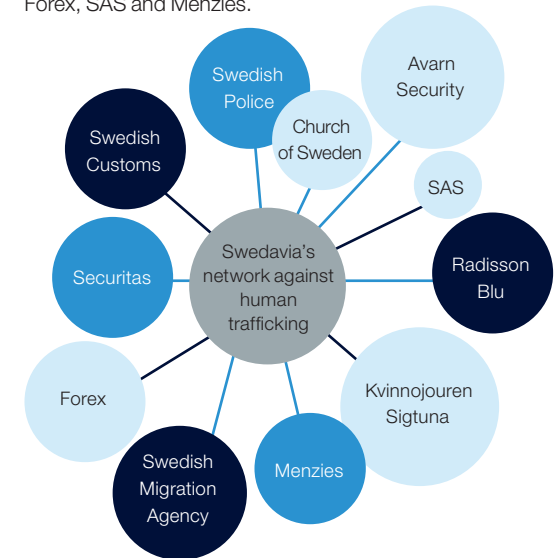 Forex, SAS and Menzies.
Swedish
Police
Avarn
Security
Church
of Sweden
Swedish
Customs
SAS
Swedavia's
network against
human
trafficking
Radisson
Blu
Securitas
Kvinnojouren
Sigtuna
Forex
Menzies
Swedish
Migration
Agency